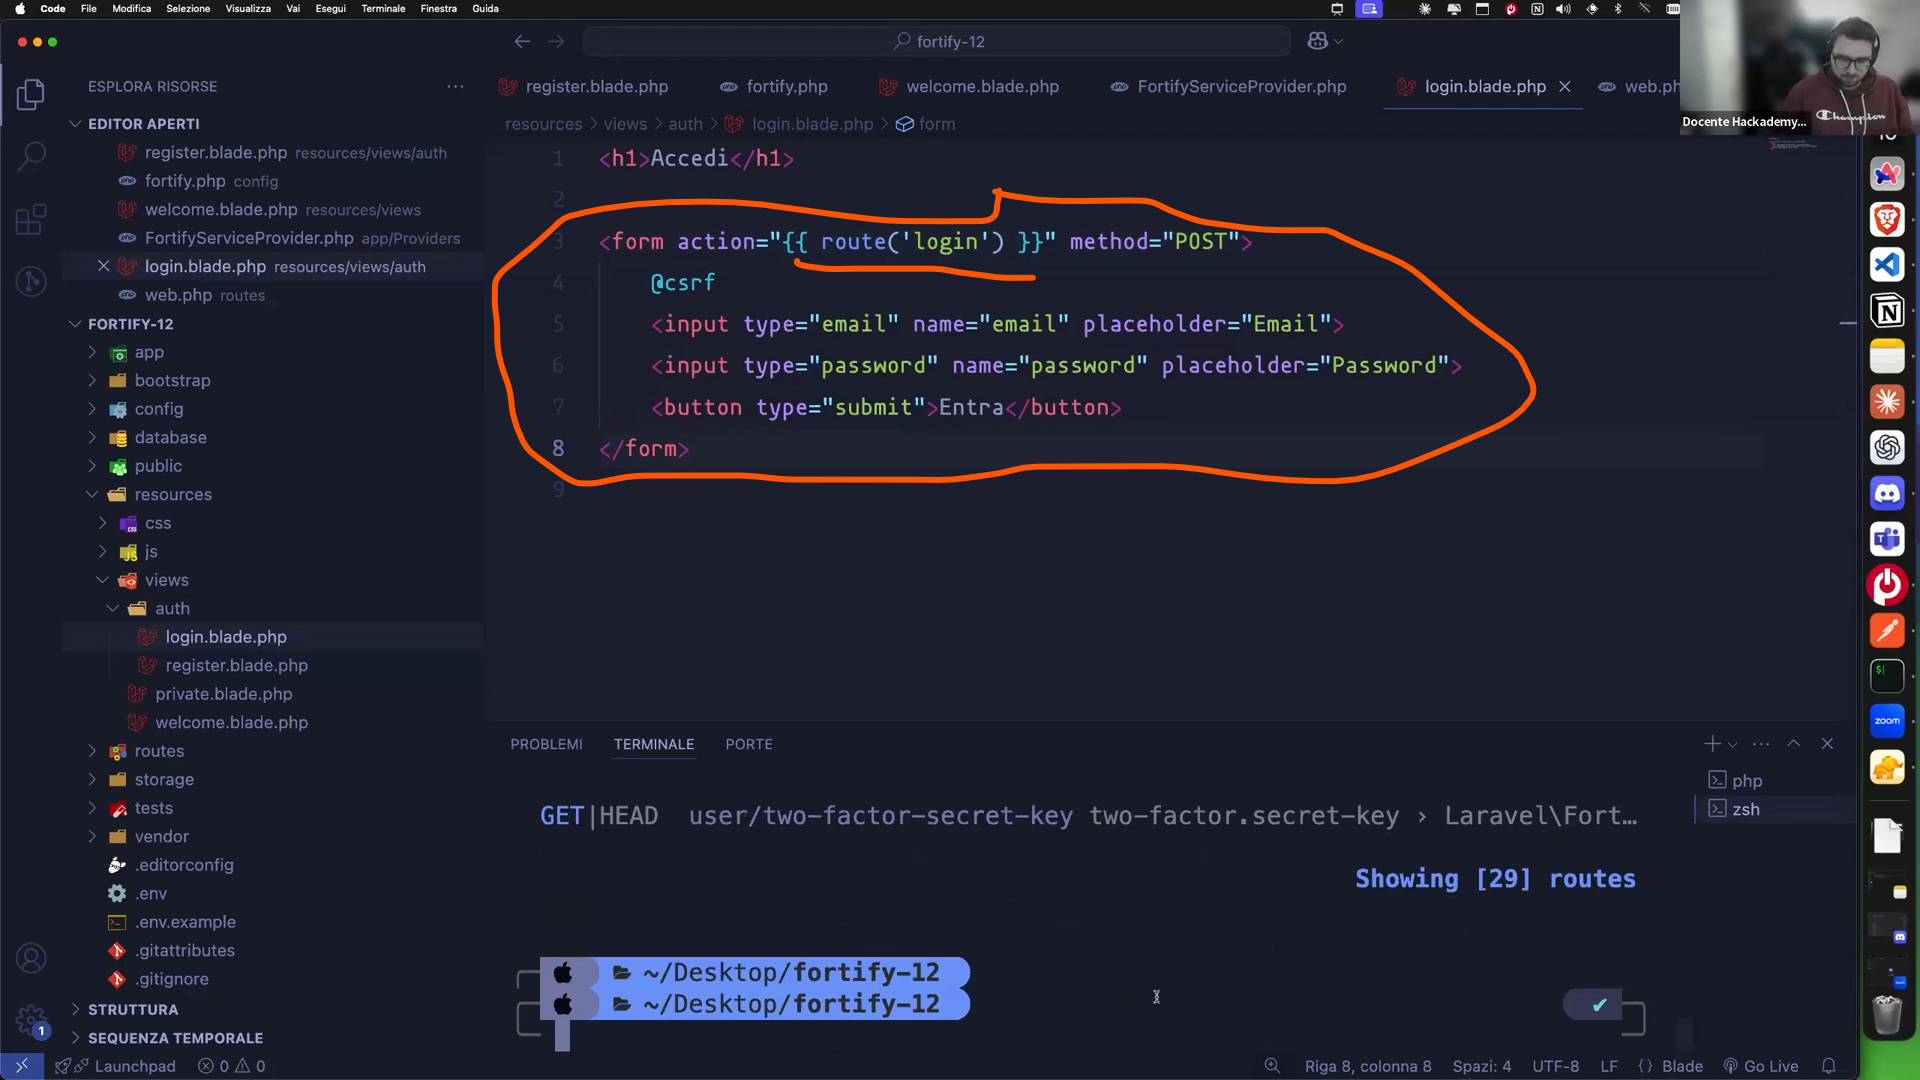 Code File Modifica Selezione Visualizza Vai Esegui Terminale Finestra Guida
fortify-12
Docente Hackademy...
ESPLORA RISORSE
register.blade.php fortify.php welcome.blade.php FortifyServiceProvider.php login.blade.php web.ph
resources > views > auth > login.blade.php > form
EDITOR APERTI
register.blade.php resources/views/auth
fortify.php config
welcome.blade.php resources/views
FortifyServiceProvider.php app/Providers
login.blade.php resources/views/auth
web.php routes
FORTIFY-12
app
bootstrap
config
database
public
resources
css
js
views
auth
login.blade.php
register.blade.php
private.blade.php
welcome.blade.php
routes
storage
tests
vendor
.editorconfig
.env
.env.example
.gitattributes
.gitignore
STRUTTURA
SEQUENZA TEMPORALE
1 <h1>Accedi</h1>
2
3 <form action="{{ route('login') }}" method="POST">
4 @csrf
5 <input type="email" name="email" placeholder="Email">
6 <input type="password" name="password" placeholder="Password">
7 <button type="submit">Entra</button>
8 </form>
9
PROBLEMI TERMINALE PORTE
php
zsh
GET|HEAD user/two-factor-secret-key two-factor.secret-key › Laravel\Fort…
Showing [29] routes
~/Desktop/fortify-12
~/Desktop/fortify-12
zoom
1
Launchpad 0 0 Riga 8, colonna 8 Spazi: 4 UTF-8 LF {} Blade Go Live